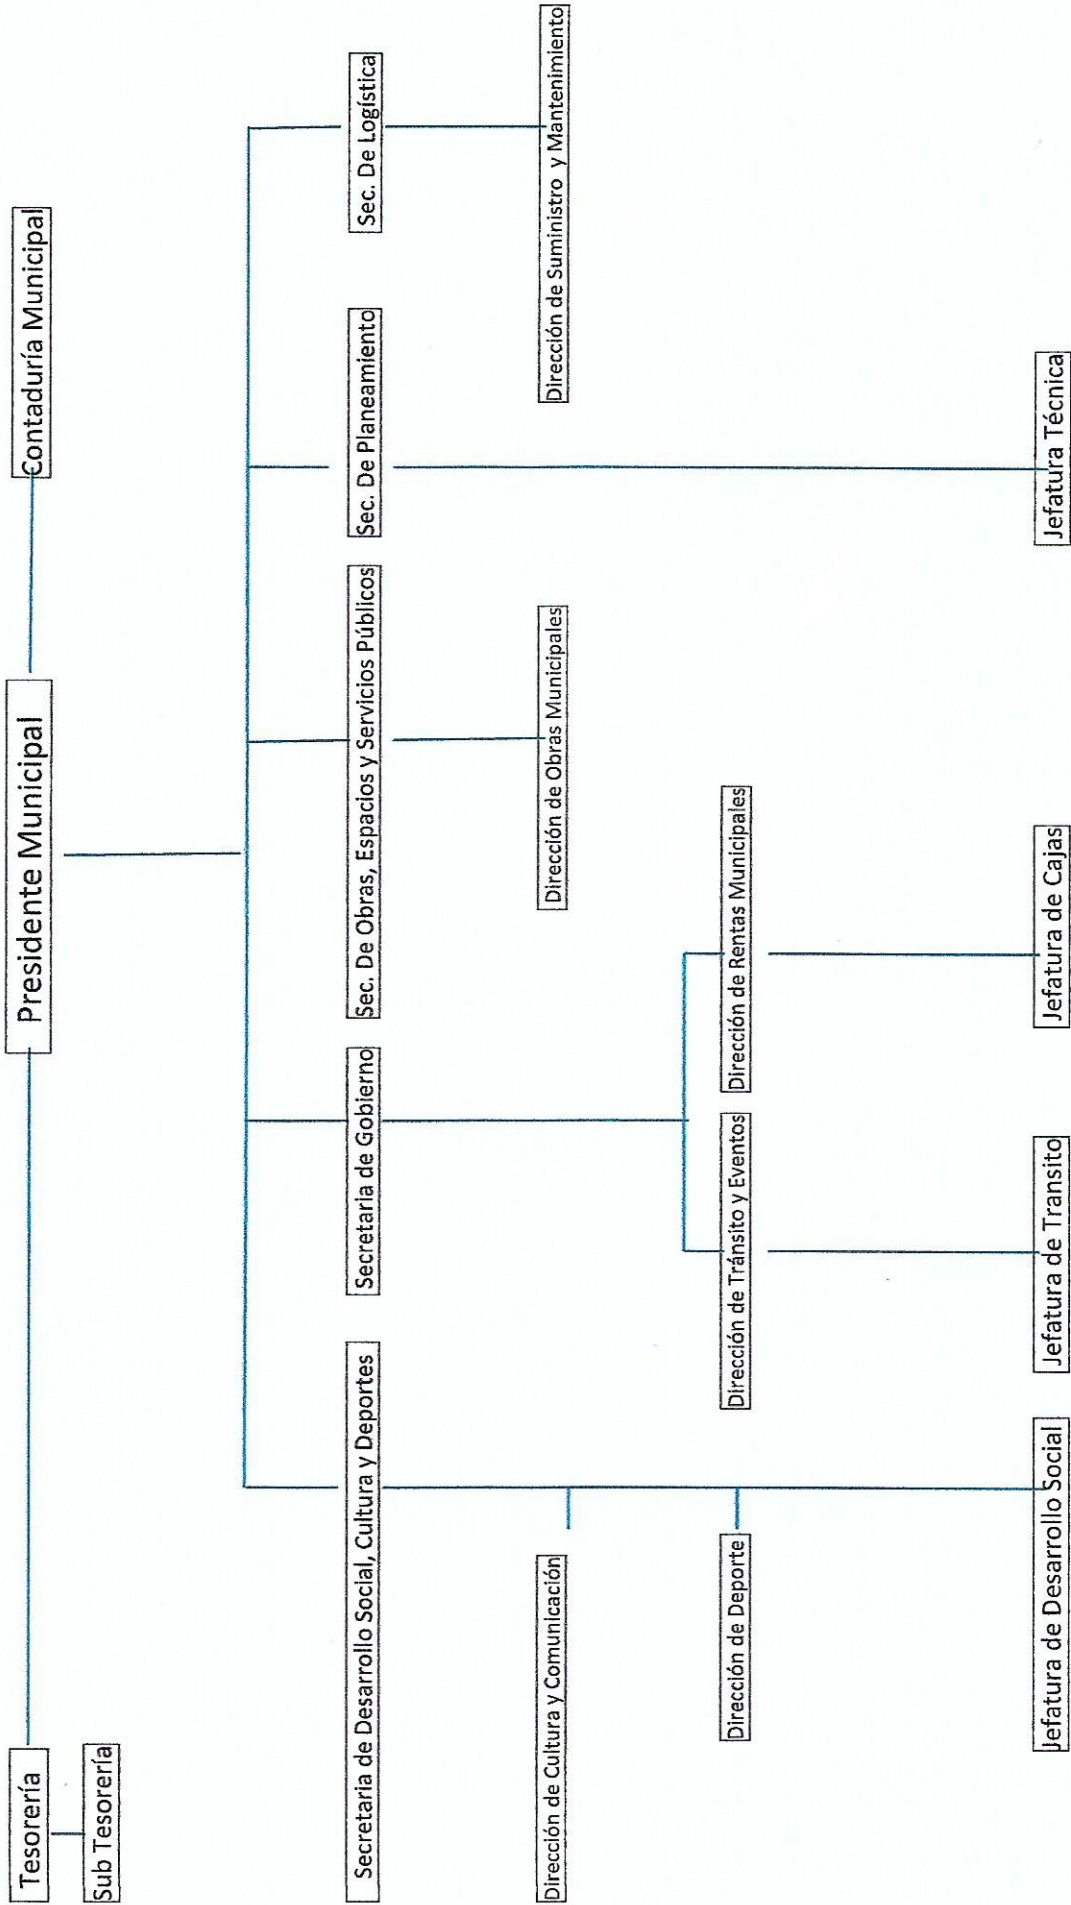 Tesorería
Presidente Municipal
Contaduría Municipal
Sub Tesorería
Secretaria de Desarrollo Social, Cultura y Deportes
Secretaria de Gobierno
Sec. De Obras, Espacios y Servicios Públicos
Sec. De Planeamiento
Sec. De Logística
Dirección de Cultura y Comunicación
Dirección de Obras Municipales
Dirección de Suministro y Mantenimiento
Dirección de Deporte
Dirección de Tránsito y Eventos
Dirección de Rentas Municipales
Jefatura de Desarrollo Social
Jefatura de Transito
Jefatura de Cajas
Jefatura Técnica